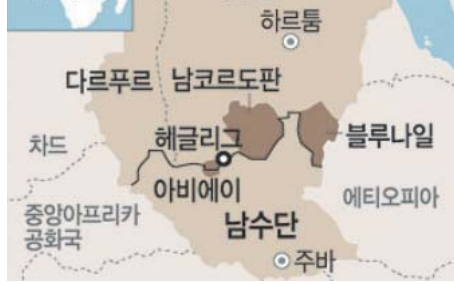 하르툼
다르푸르 남코르도판
차드
헤글리그
블루나일
아비에이
중앙아프리카
공화국
남수단
에티오피아
주바